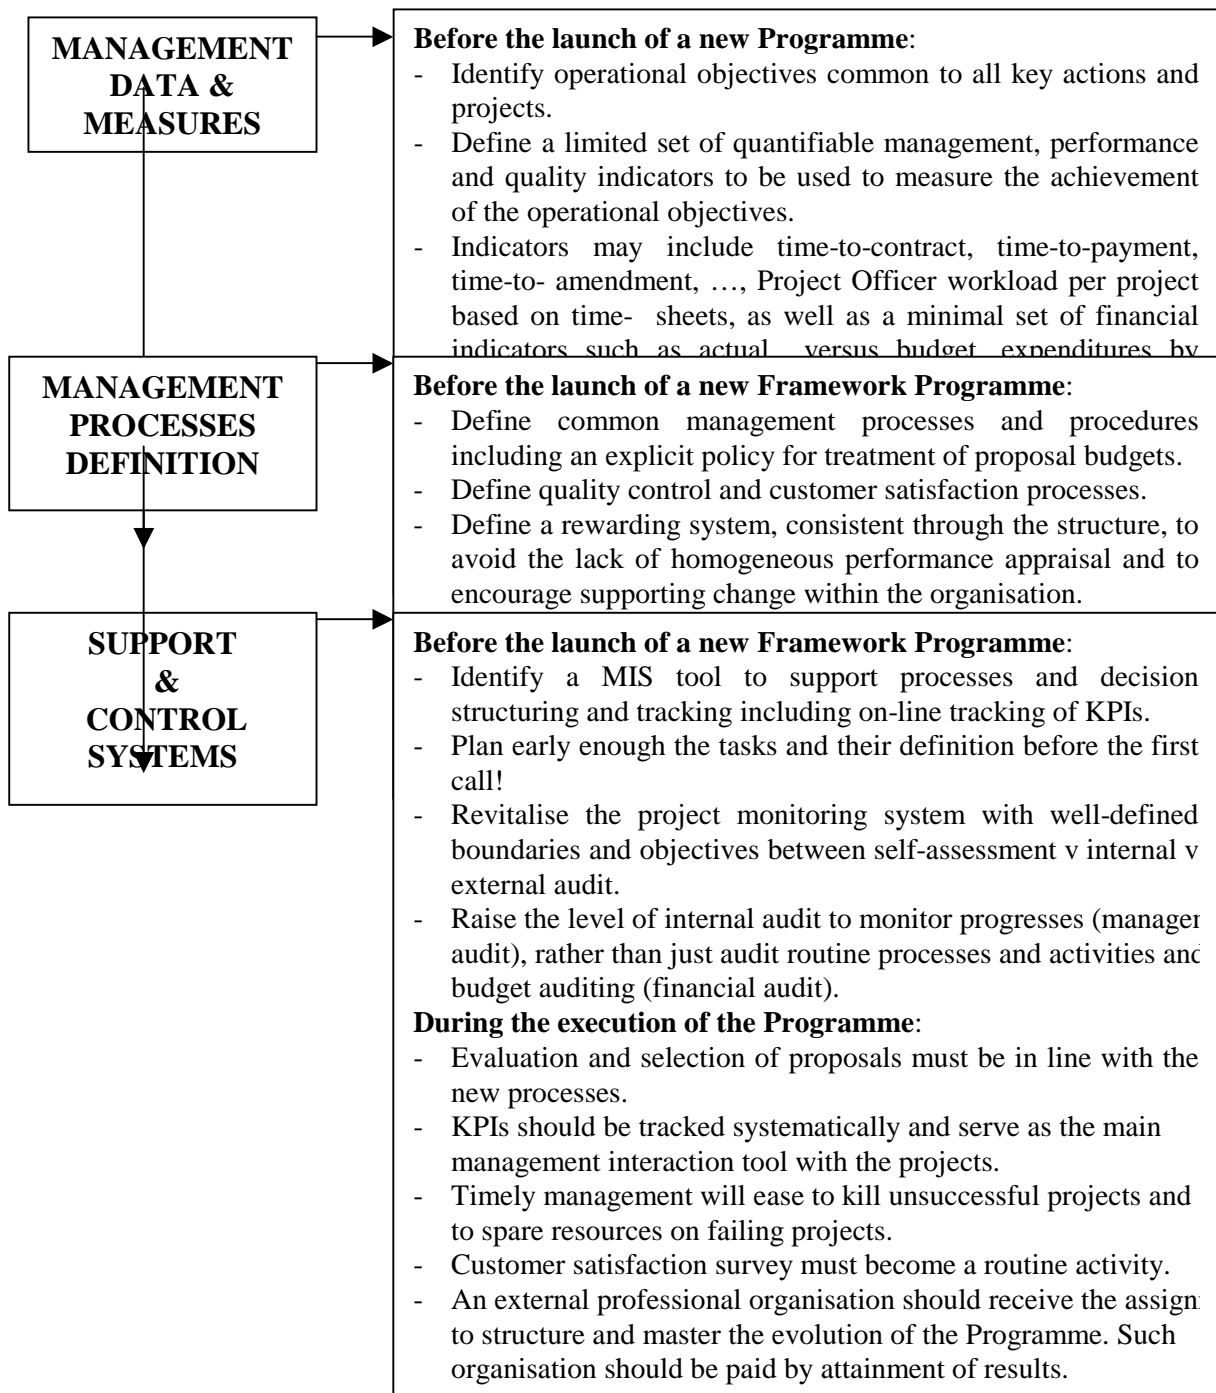 MANAGEMENT
DATA &
MEASURES
Before the launch of a new Programme:
- Identify operational objectives common to all key actions and
projects.
- Define a limited set of quantifiable management, performance
and quality indicators to be used to measure the achievement
of the operational objectives.
- Indicators may include time-to-contract, time-to-payment,
time-to- amendment, …, Project Officer workload per project
based on time- sheets, as well as a minimal set of financial
indicators such as actual versus budget expenditures by
MANAGEMENT
PROCESSES
DEFINITION
Before the launch of a new Framework Programme:
- Define common management processes and procedures
including an explicit policy for treatment of proposal budgets.
- Define quality control and customer satisfaction processes.
- Define a rewarding system, consistent through the structure, to
avoid the lack of homogeneous performance appraisal and to
encourage supporting change within the organisation.
SUPPORT
&
CONTROL
SYSTEMS
Before the launch of a new Framework Programme:
- Identify a MIS tool to support processes and decision
structuring and tracking including on-line tracking of KPIs.
- Plan early enough the tasks and their definition before the first
call!
- Revitalise the project monitoring system with well-defined
boundaries and objectives between self-assessment v internal v
external audit.
- Raise the level of internal audit to monitor progresses (manager
audit), rather than just audit routine processes and activities and
budget auditing (financial audit).
During the execution of the Programme:
- Evaluation and selection of proposals must be in line with the
new processes.
- KPIs should be tracked systematically and serve as the main
management interaction tool with the projects.
- Timely management will ease to kill unsuccessful projects and
to spare resources on failing projects.
- Customer satisfaction survey must become a routine activity.
- An external professional organisation should receive the assign
to structure and master the evolution of the Programme. Such
organisation should be paid by attainment of results.